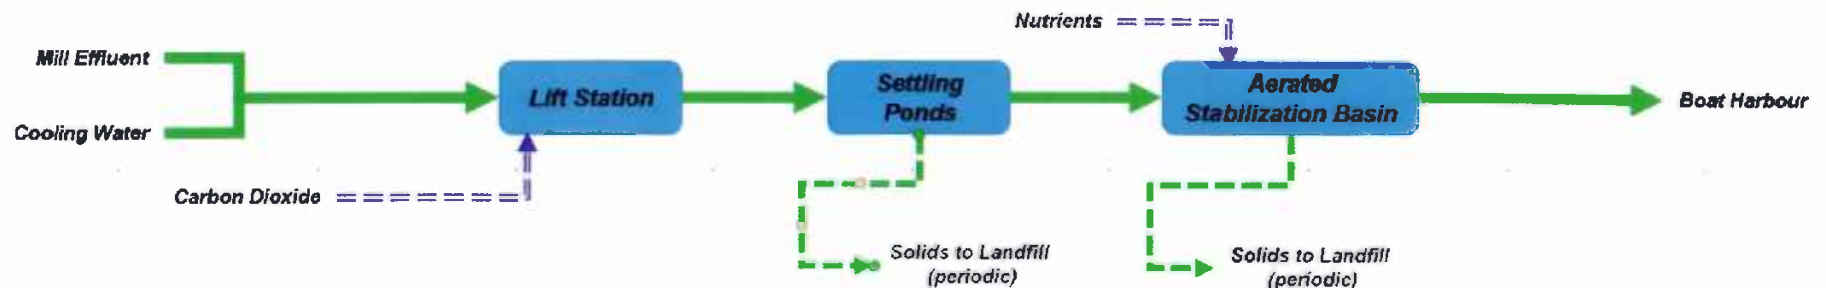 Nutrients
Mill Effluent
Lift Station
Settling
Ponds
Aerated
Stabilization Basin
Boat Harbour
Cooling Water
Carbon Dioxide
Solids to Landfill
(periodic)
Solids to Landfill
(periodic)